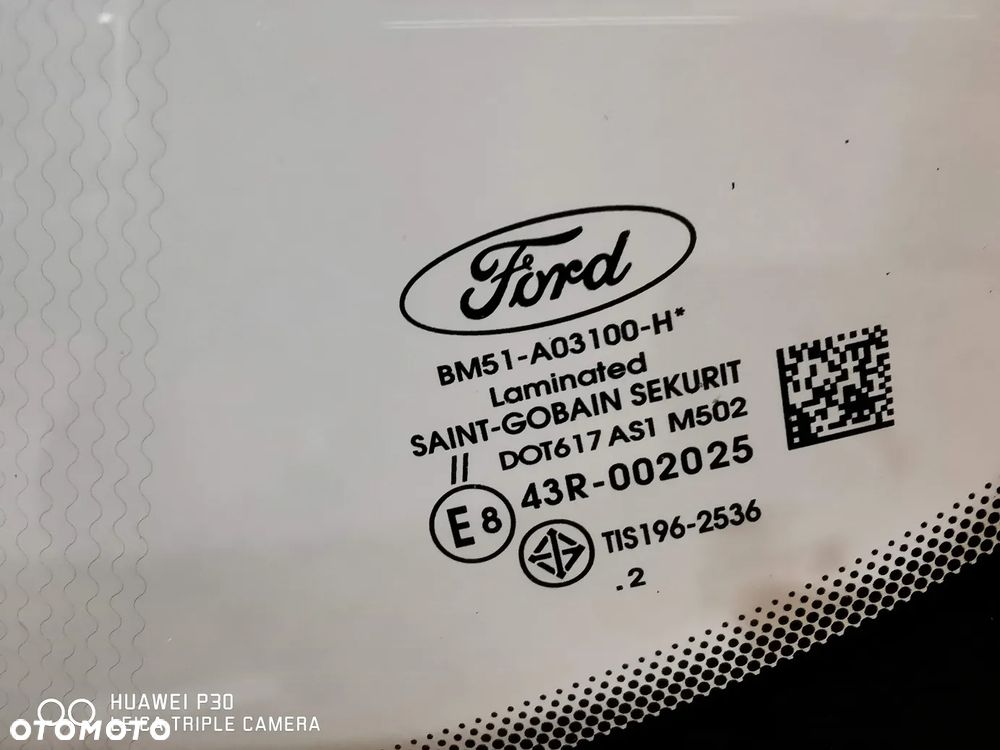 Ford
BM51-A03100-H*
Laminated
SAINT-GOBAIN SEKURIT
II DOT617 AS1 M502
E8 43R-002025
TIS196-2536
.2
HUAWEI P30
LEICA TRIPLE CAMERA
OTOMOTO